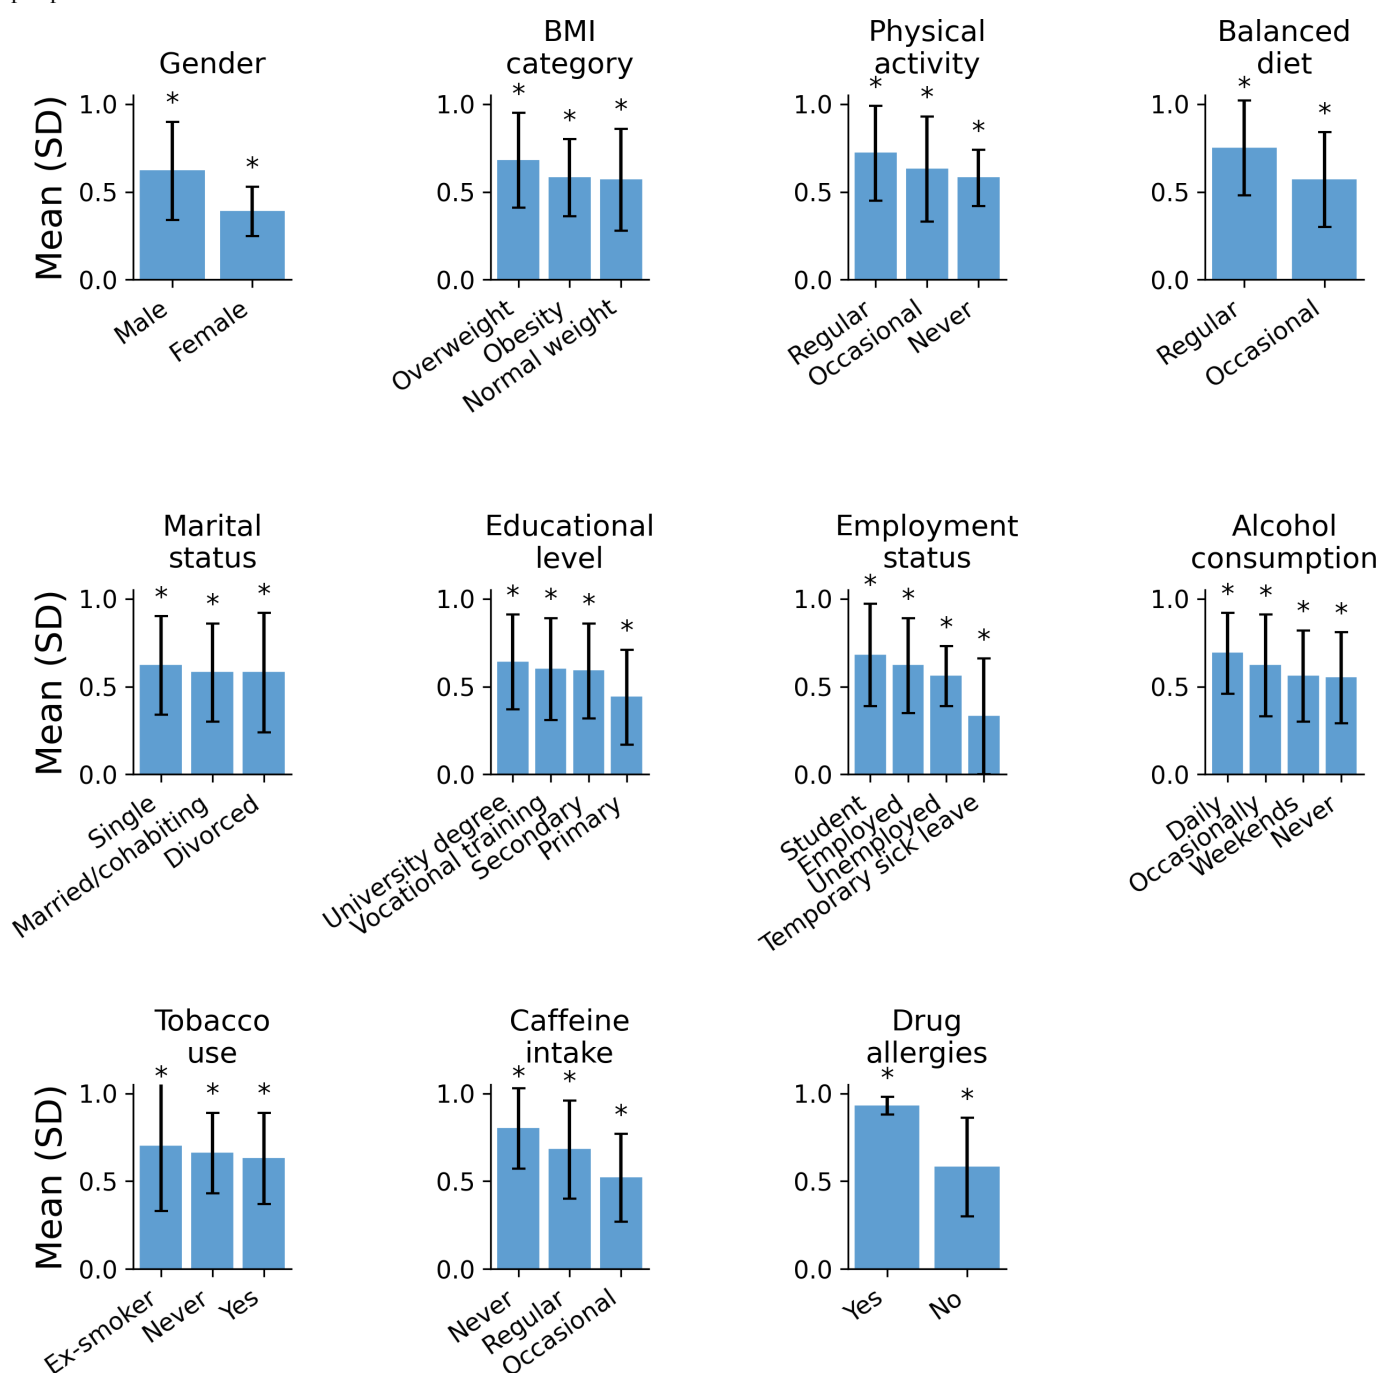 Gender
BMI
category
Physical
activity
Balanced
diet
Mean (SD)
1.0
0.5
0.0
*
*
Male
Female
1.0
0.5
0.0
*
*
*
Overweight
Obesity
Normal weight
1.0
0.5
0.0
*
*
*
Regular
Occasional
Never
1.0
0.5
0.0
*
*
Regular
Occasional
Marital
status
Educational
level
Employment
status
Alcohol
consumption
Mean (SD)
1.0
0.5
0.0
*
*
*
Single
Married/cohabiting
Divorced
1.0
0.5
0.0
*
*
*
*
University degree
Vocational training
Secondary
Primary
1.0
0.5
0.0
*
*
*
*
Student
Employed
Unemployed
Temporary sick leave
1.0
0.5
0.0
*
*
*
*
Daily
Occasionally
Weekends
Never
Tobacco
use
Caffeine
intake
Drug
allergies
Mean (SD)
1.0
0.5
0.0
*
*
*
Ex-smoker
Never
Yes
1.0
0.5
0.0
*
*
*
Never
Regular
Occasional
1.0
0.5
0.0
*
*
Yes
No